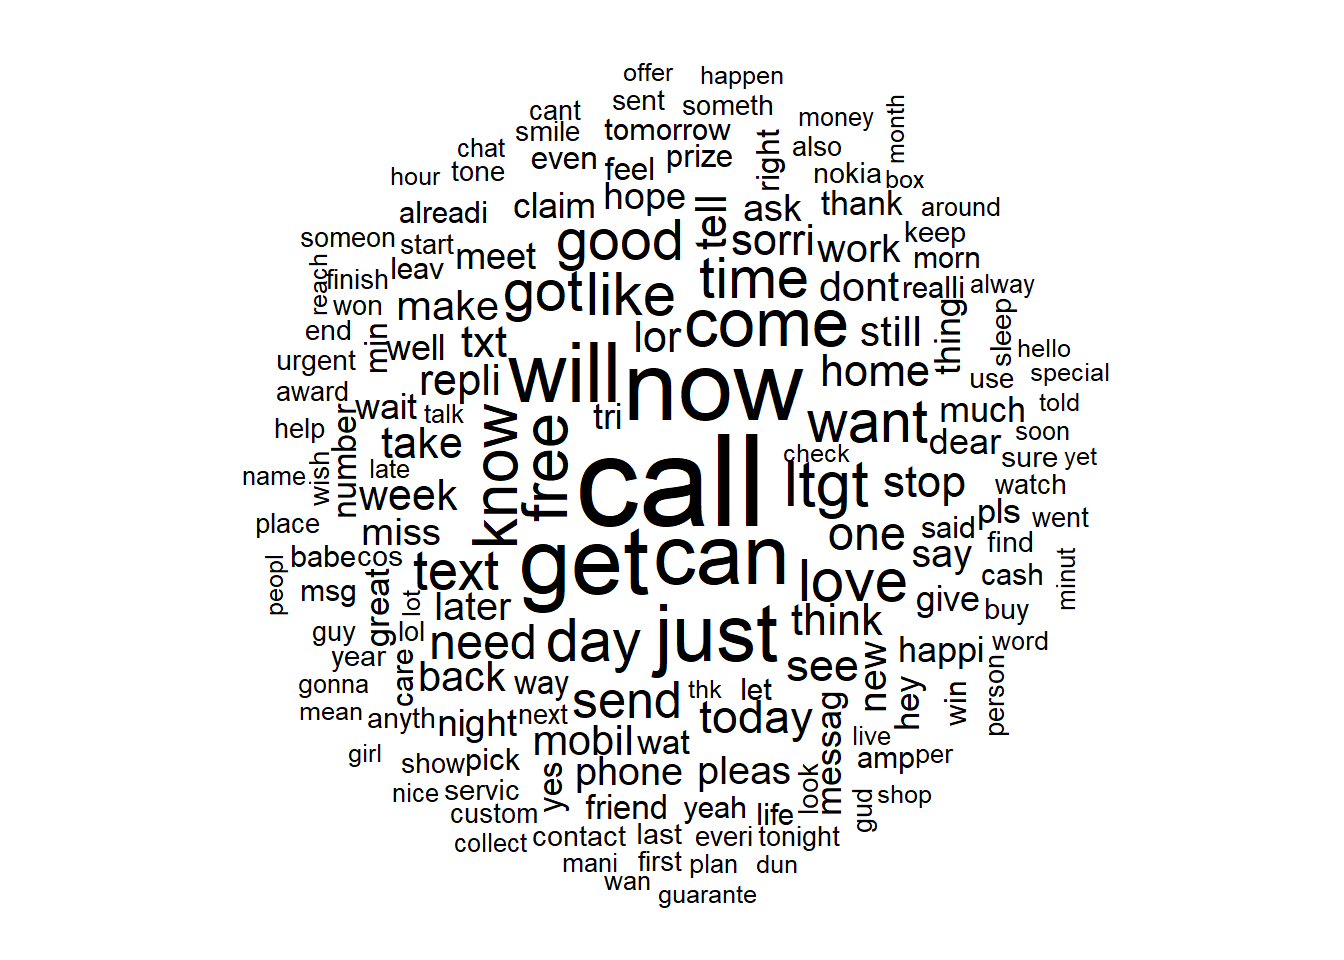 offer happen
cant sent someth money month
smile tomorrow right also
chat even feel prize nokia box
hour tone hope tell ask thank around
alreadi claim good sorri work keep
someon start meet time dont morn
reach finish leav got like realli alway
won make lor come still thing sleep
end min well txt will now home hello
urgent repli use special
award wait talk tri want much told
help number take know free call check dear soon
name wish late ltgt stop sure yet
week watch
place miss get can one said pls went
peopl babe cos text love say find minut
msg great lot later just think give cash buy
guy lol need day see new happi word
year care back way thk let hey win person
gonna send today messag
mean anyth night next mobil wat live amp per
girl show pick yes phone pleas look
nice servic friend yeah life gud shop
custom
collect contact last everi tonight
mani first plan dun
wan
guarante